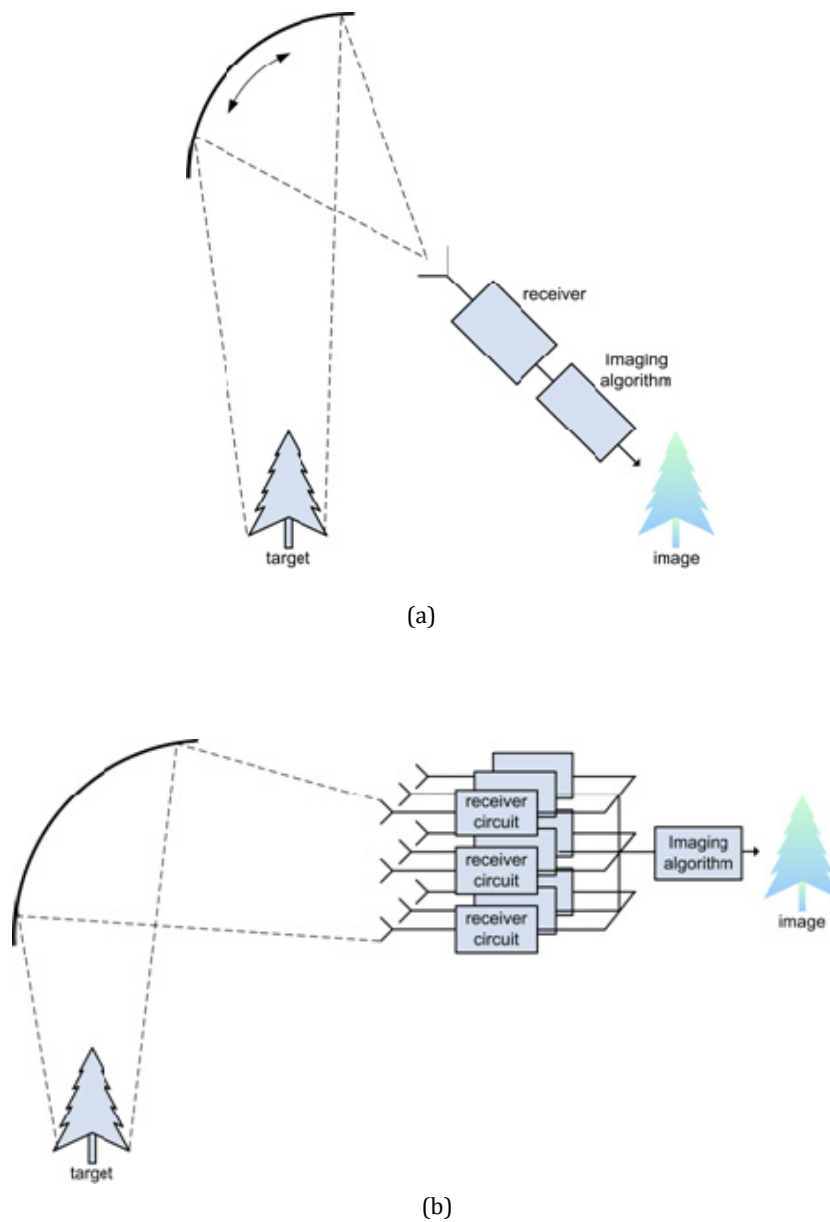 receiver
Imaging
algorithm
target
image
(a)
receiver
circuit
receiver
circuit
receiver
circuit
Imaging
algorithm
image
target
(b)